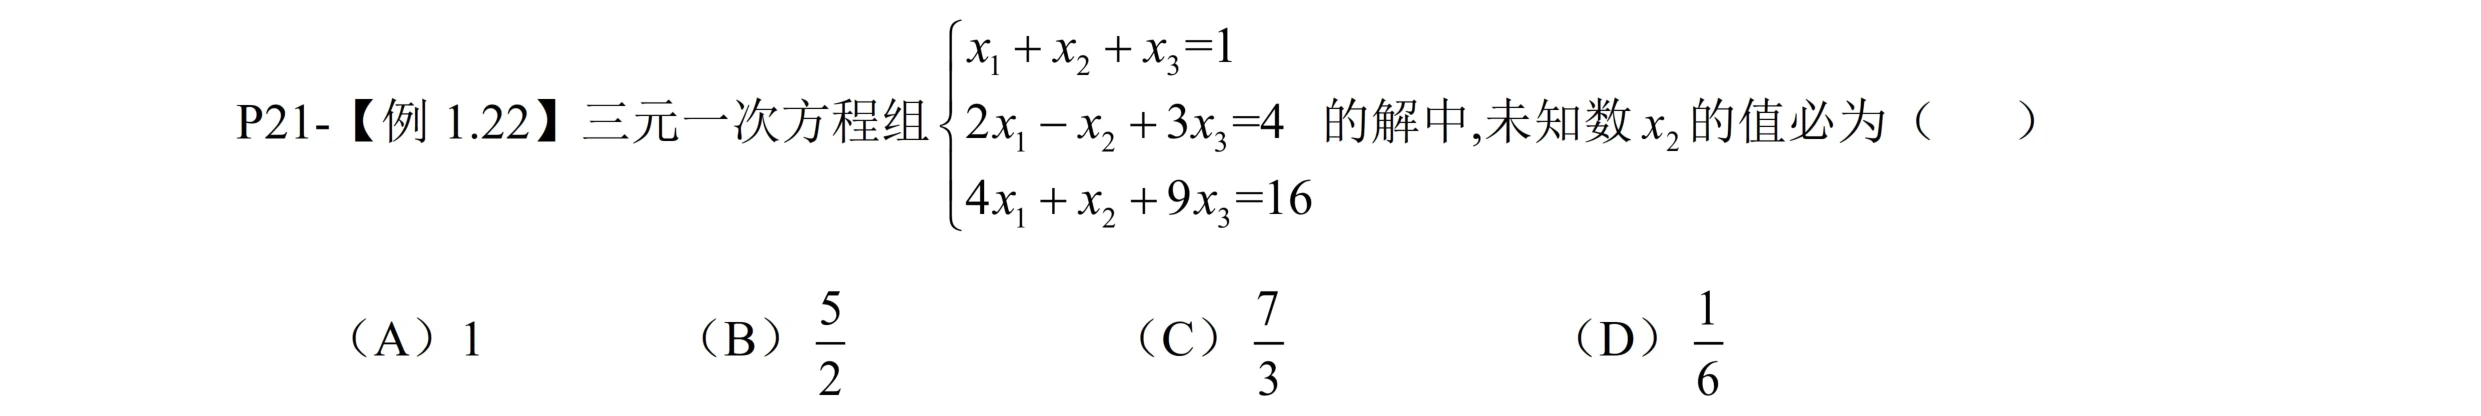 x₁ + x₂ + x₃=1
P21-【例 1.22】三元一次方程组 2x₁ − x₂ + 3x₃=4 的解中,未知数 x₂ 的值必为（ ）
4x₁ + x₂ + 9x₃=16
（A）1 （B）5/2 （C）7/3 （D）1/6